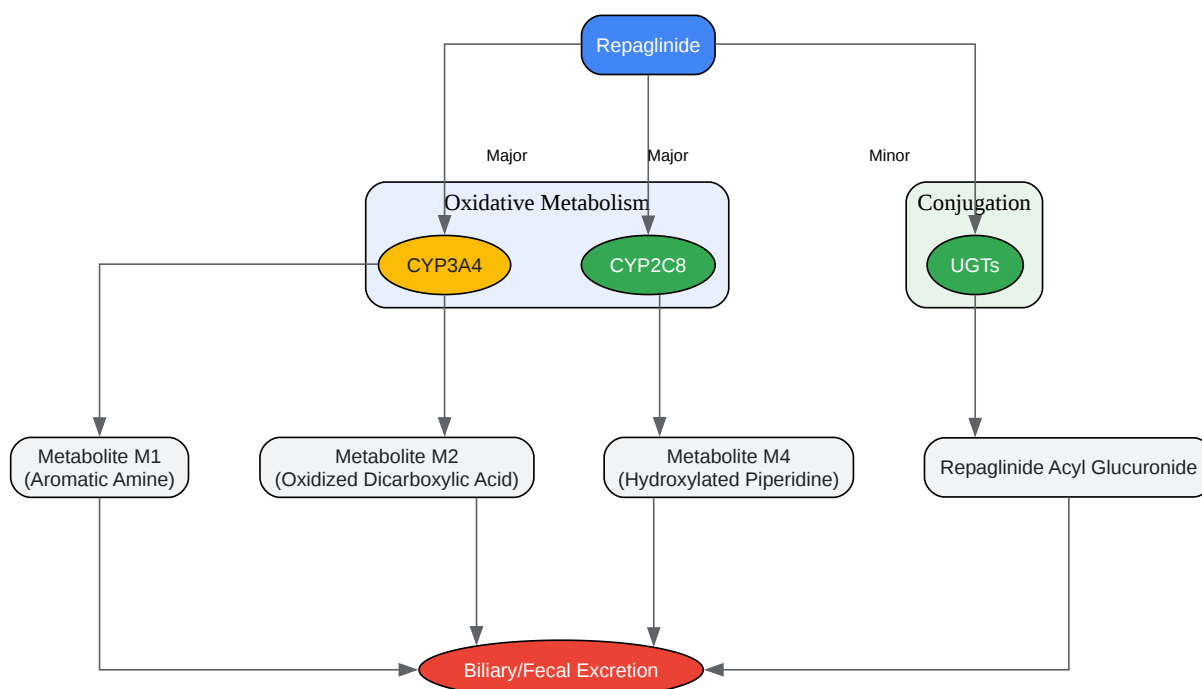 Repaglinide
Major
Major
Minor
Oxidative Metabolism
Conjugation
CYP3A4
CYP2C8
UGTs
Metabolite M1
(Aromatic Amine)
Metabolite M2
(Oxidized Dicarboxylic Acid)
Metabolite M4
(Hydroxylated Piperidine)
Repaglinide Acyl Glucuronide
Biliary/Fecal Excretion